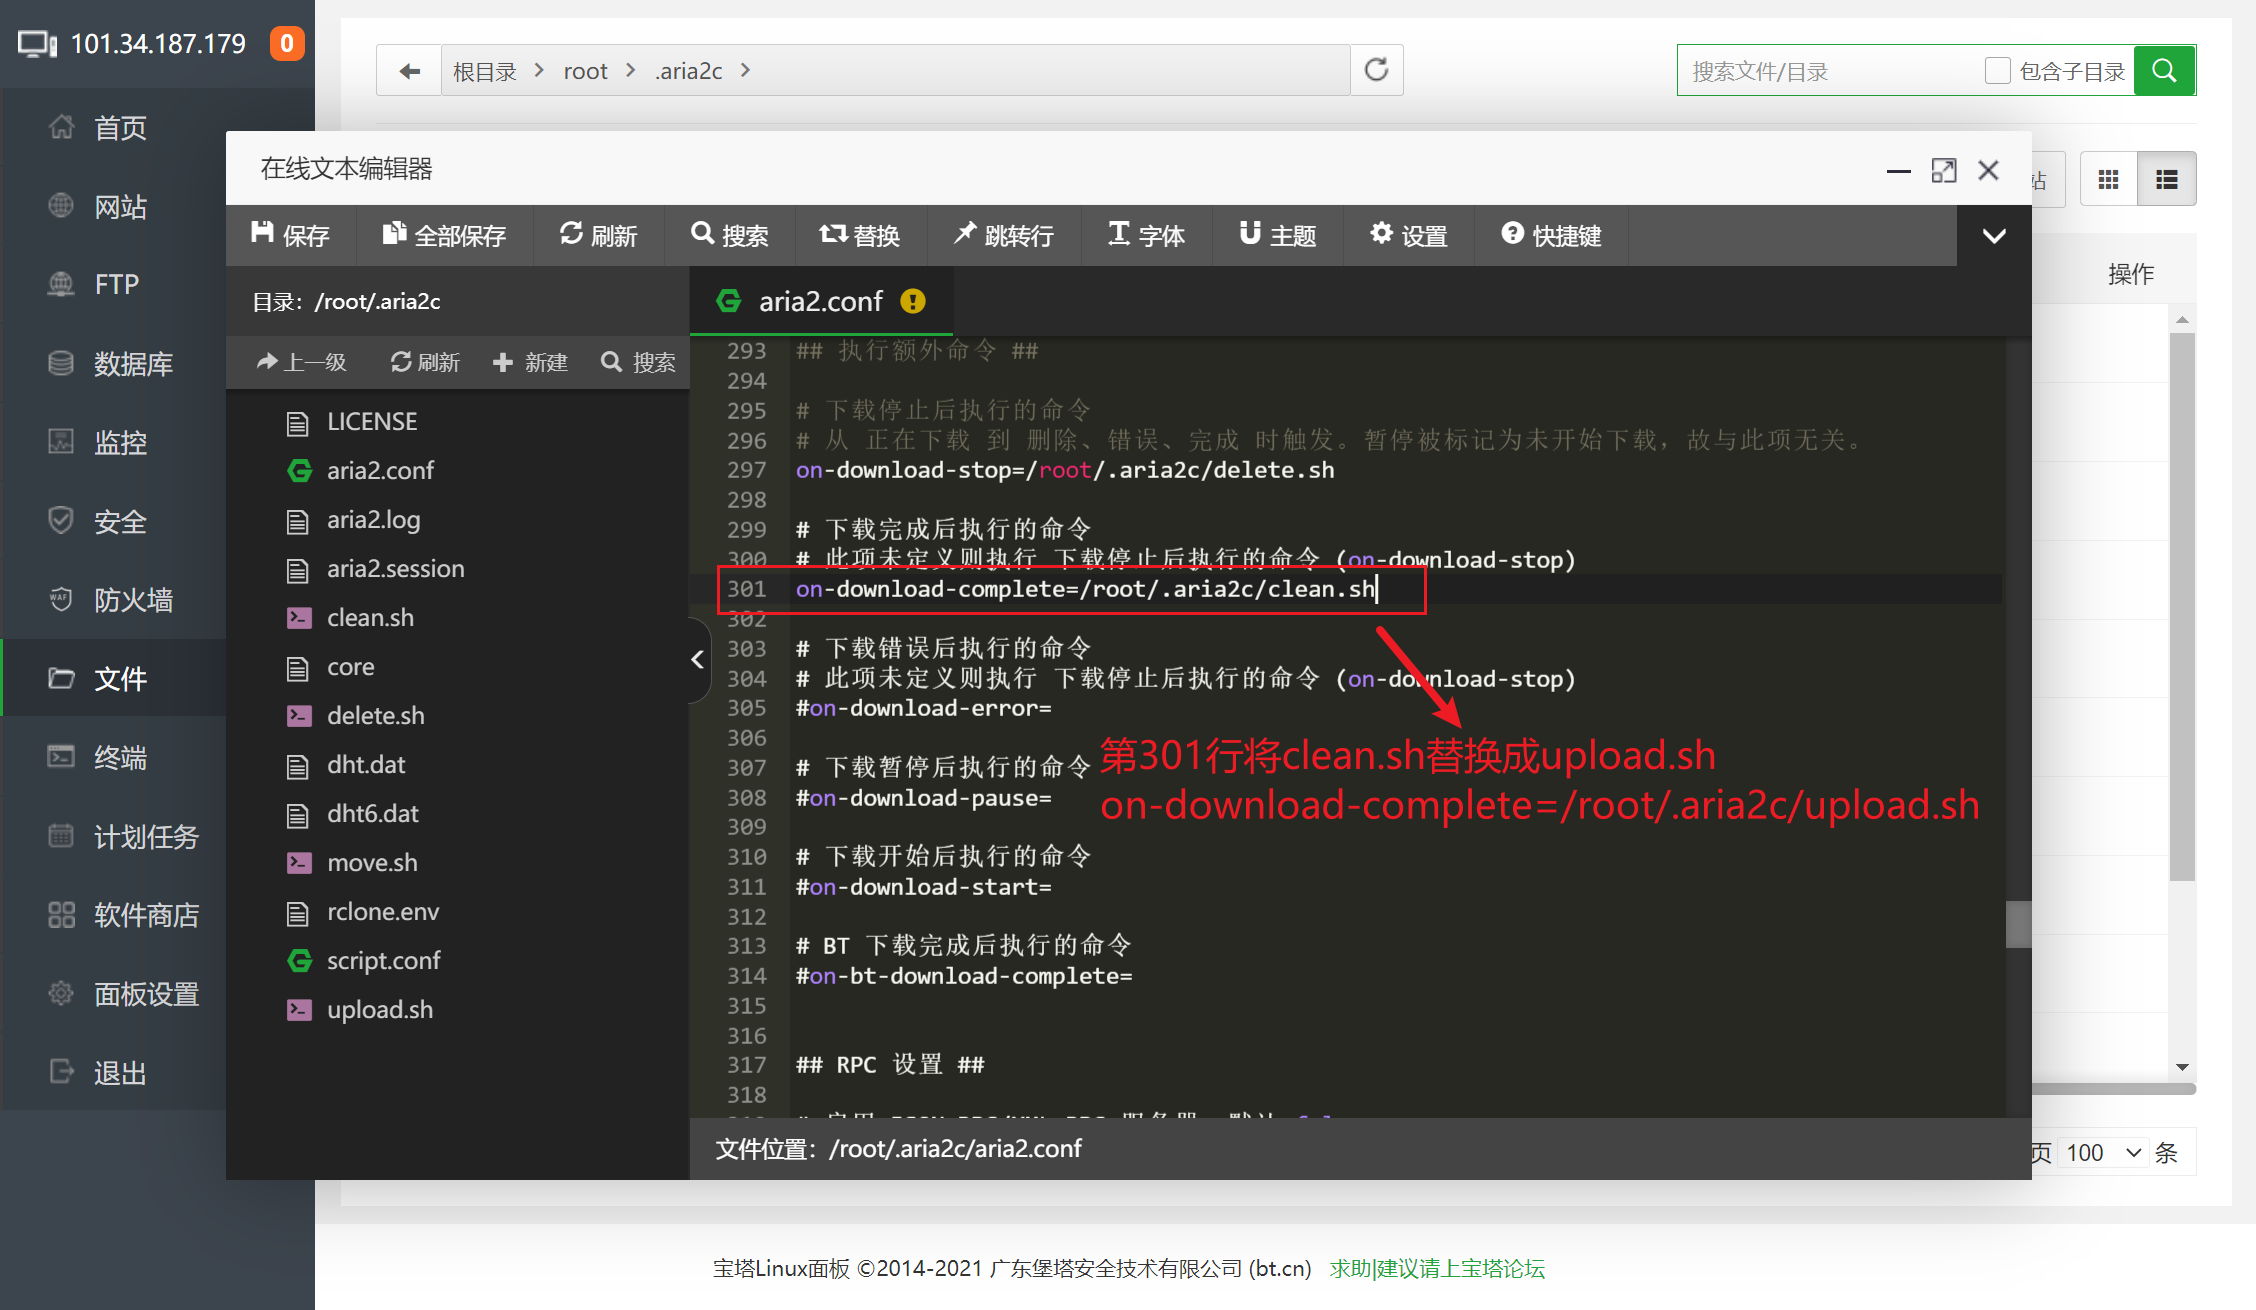 101.34.187.179 0
首页
网站
FTP
数据库
监控
安全
防火墙
文件
终端
计划任务
软件商店
面板设置
退出
根目录 > root > .aria2c >
搜索文件/目录 包含子目录
站
操作
在线文本编辑器
保存 全部保存 刷新 搜索 替换 跳转行 字体 主题 设置 快捷键
目录: /root/.aria2c
上一级 刷新 新建 搜索
LICENSE
aria2.conf
aria2.log
aria2.session
clean.sh
core
delete.sh
dht.dat
dht6.dat
move.sh
rclone.env
script.conf
upload.sh
aria2.conf
293 ## 执行额外命令 ##
294
295 # 下载停止后执行的命令
296 # 从 正在下载 到 删除、错误、完成 时触发。暂停被标记为未开始下载，故与此项无关。
297 on-download-stop=/root/.aria2c/delete.sh
298
299 # 下载完成后执行的命令
300 # 此项未定义则执行 下载停止后执行的命令 (on-download-stop)
301 on-download-complete=/root/.aria2c/clean.sh
302
303 # 下载错误后执行的命令
304 # 此项未定义则执行 下载停止后执行的命令 (on-download-stop)
305 #on-download-error=
306
307 # 下载暂停后执行的命令
308 #on-download-pause=
309
310 # 下载开始后执行的命令
311 #on-download-start=
312
313 # BT 下载完成后执行的命令
314 #on-bt-download-complete=
315
316
317 ## RPC 设置 ##
318
第301行将clean.sh替换成upload.sh
on-download-complete=/root/.aria2c/upload.sh
文件位置: /root/.aria2c/aria2.conf
页 100 条
宝塔Linux面板 ©2014-2021 广东堡塔安全技术有限公司 (bt.cn) 求助|建议请上宝塔论坛